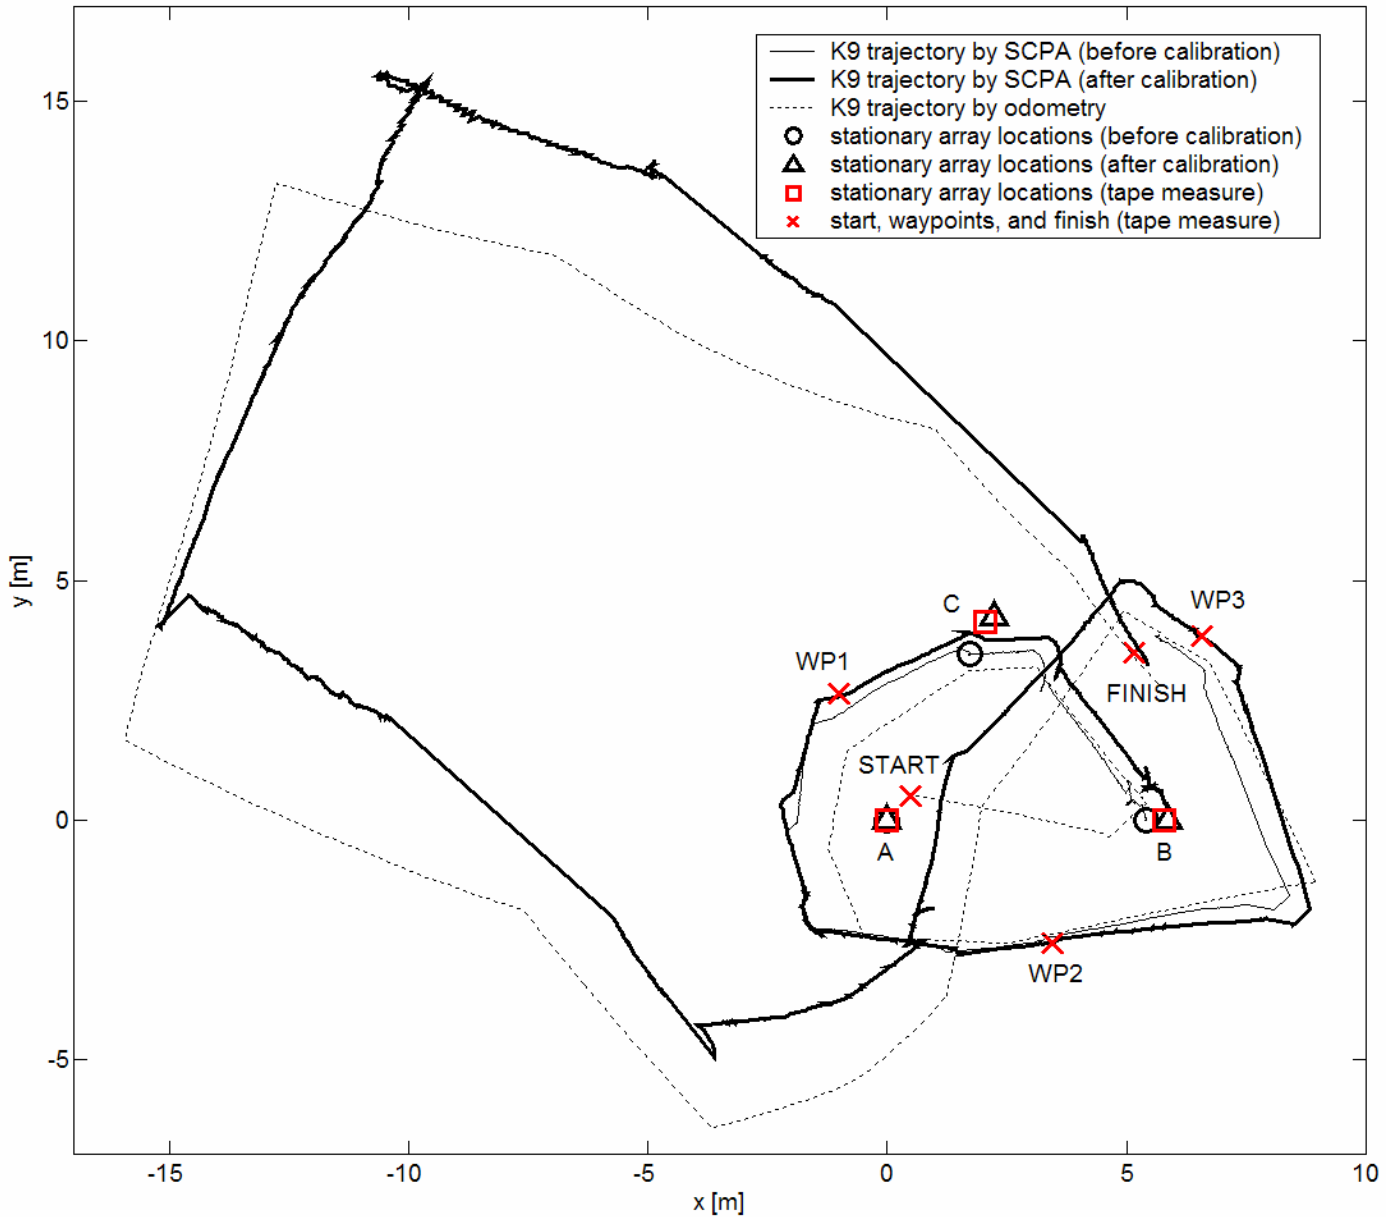 K9 trajectory by SCPA (before calibration)
K9 trajectory by SCPA (after calibration)
K9 trajectory by odometry
stationary array locations (before calibration)
stationary array locations (after calibration)
stationary array locations (tape measure)
start, waypoints, and finish (tape measure)
15
10
5
0
-5
y [m]
C
WP3
WP1
FINISH
START
A
B
WP2
-15
-10
-5
0
5
10
x [m]